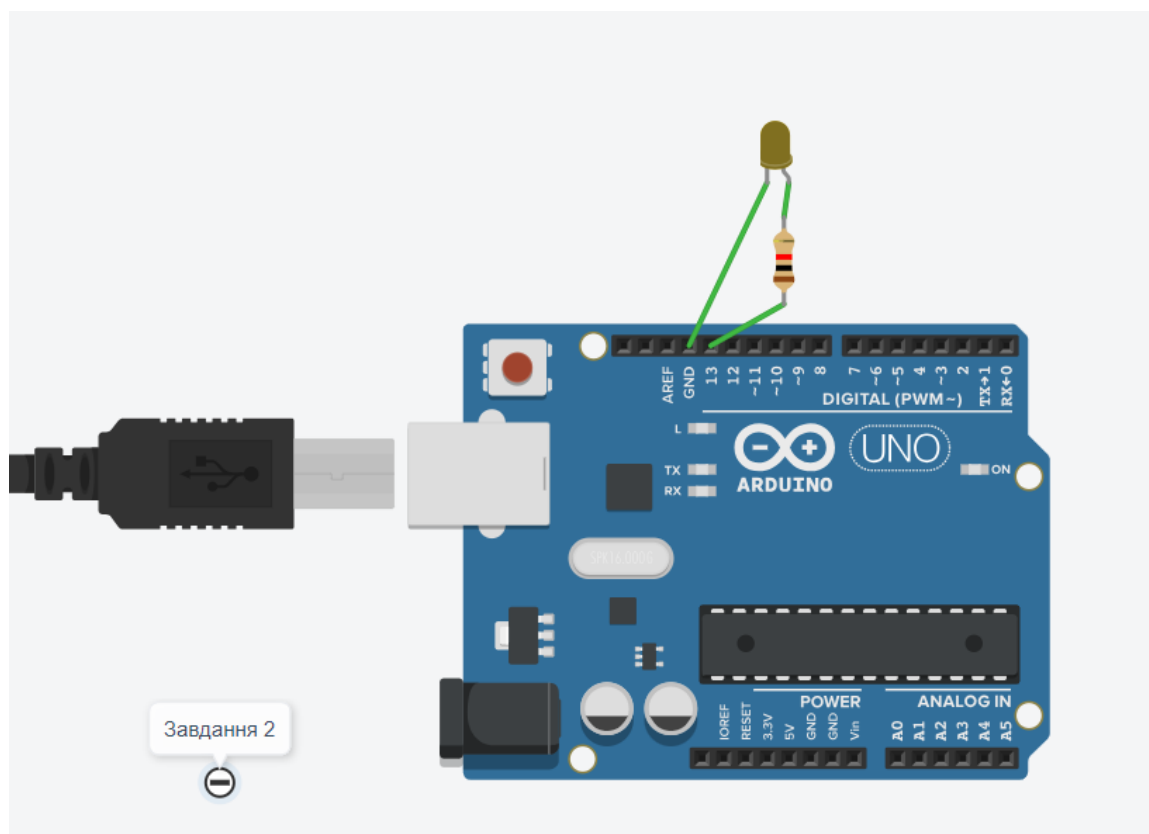 AREF
GND
13
12
~11
~10
~9
8
7
~6
~5
4
~3
2
TX→1
RX←0
DIGITAL (PWM~)
L
TX
RX
UNO
ARDUINO
ON
SPK16.000G
Завдання 2
POWER
ANALOG IN
IOREF
RESET
3.3V
5V
GND
GND
Vin
A0
A1
A2
A3
A4
A5